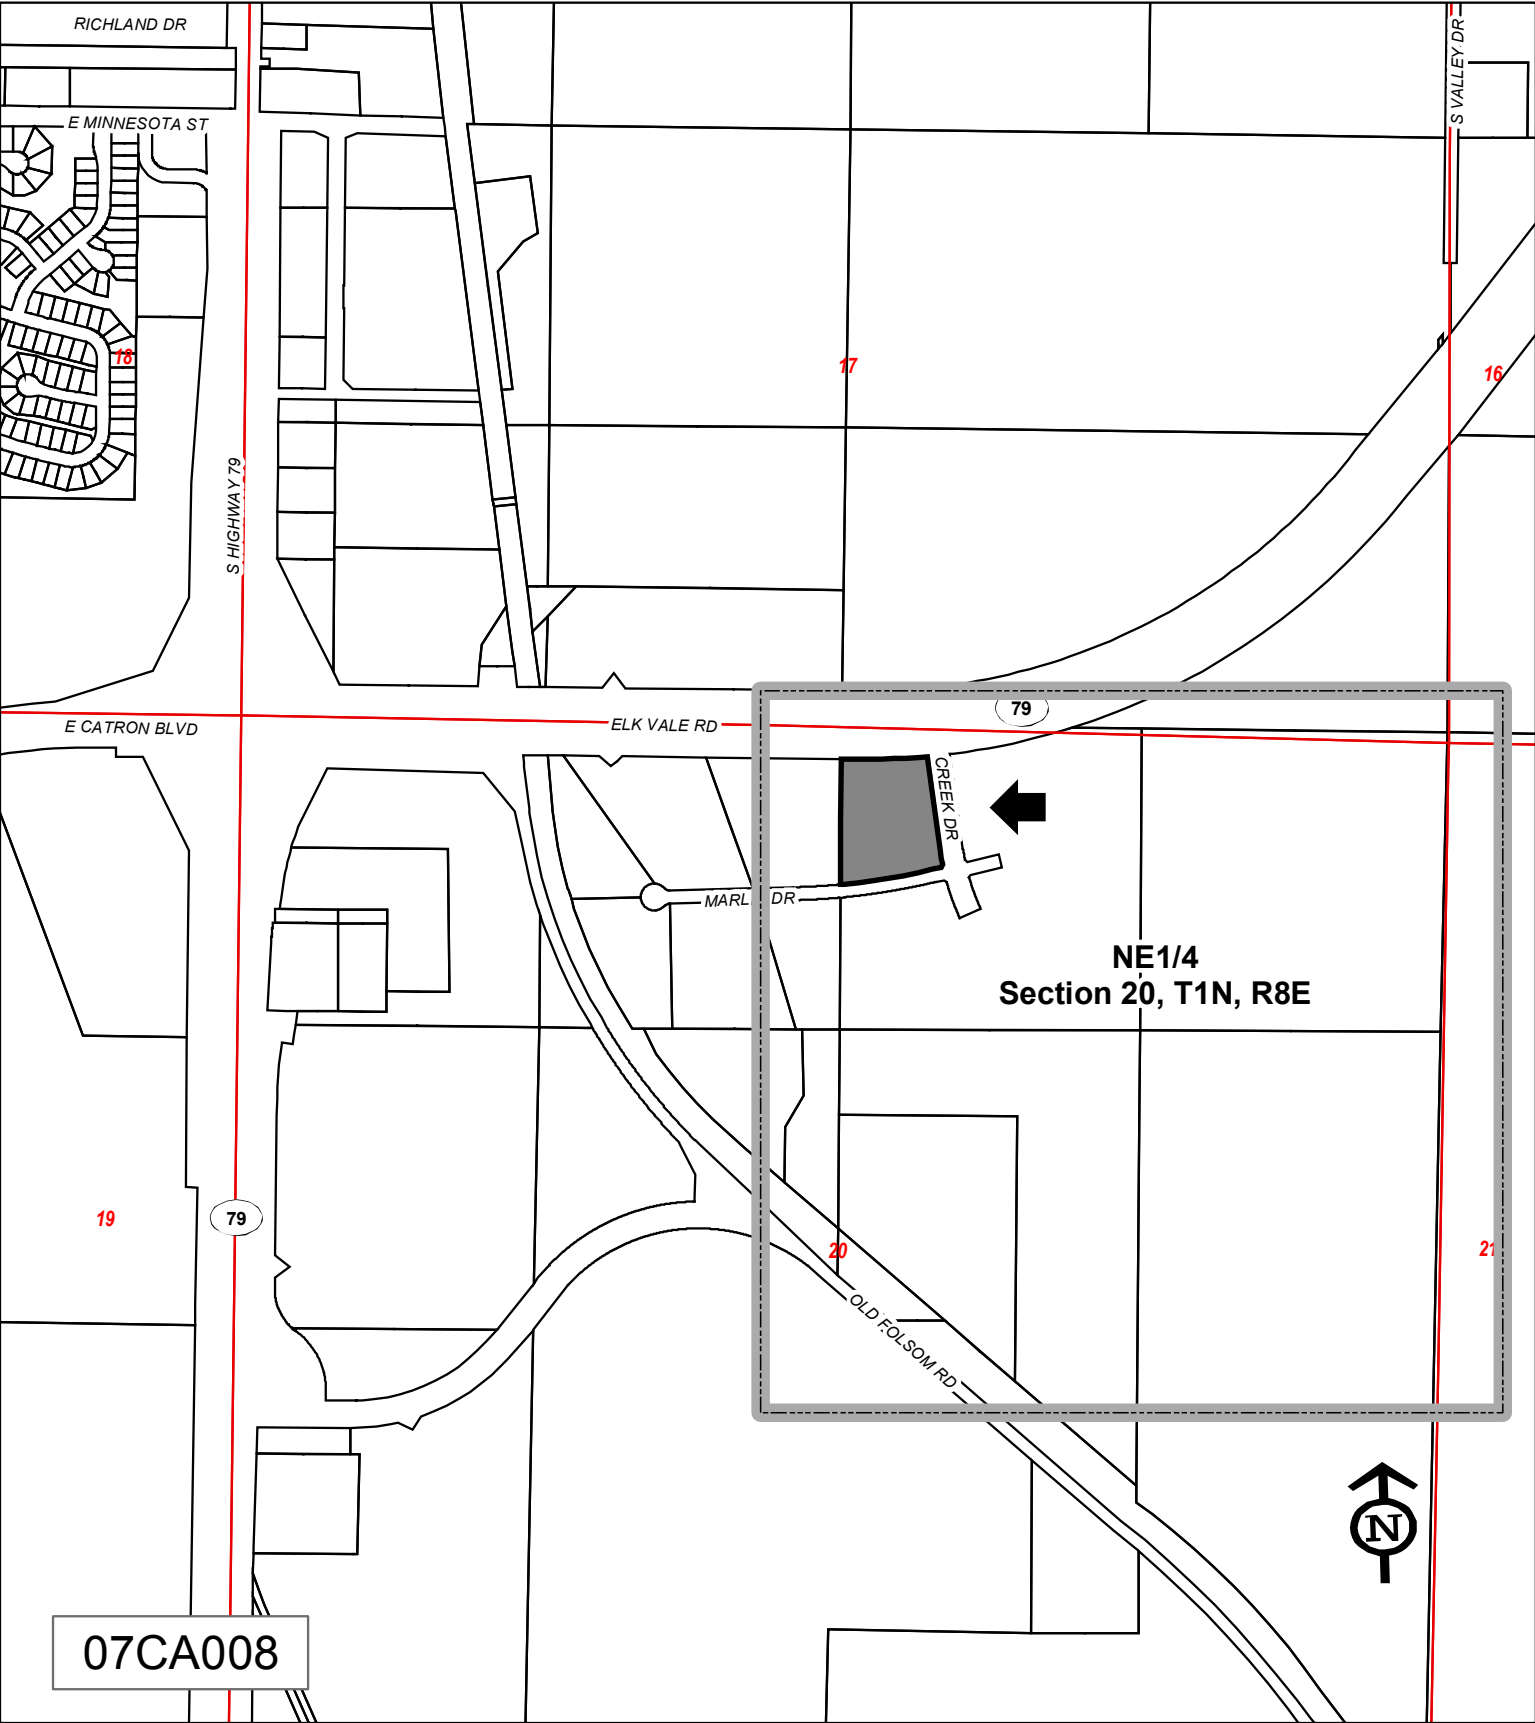 RICHLAND DR
S VALLEY DR
E MINNESOTA ST
18
17
16
S HIGHWAY 79
79
E CATRON BLVD
ELK VALE RD
CREEK DR
DR
NE1/4
Section 20, T1N, R8E
19
79
20
21
OLD FOLSOM RD
N
07CA008